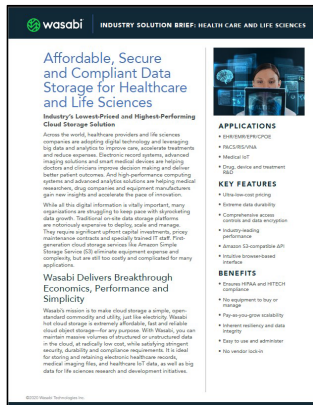 wasabi
INDUSTRY SOLUTION BRIEF: HEALTH CARE AND LIFE SCIENCES
Affordable, Secure
and Compliant Data
Storage for Healthcare
and Life Sciences
Industry's Lowest-Priced and Highest-Performing
Cloud Storage Solution
Across the world, healthcare providers and life sciences
companies are adopting digital technology and leveraging
big data and analytics to improve care, accelerate treatments
and reduce expenses. Electronic record systems, advanced
imaging solutions and smart medical devices are helping
doctors and clinicians improve decision making and deliver
better patient outcomes. And high-performance computing
systems and advanced analytics solutions are helping medical
researchers, drug companies and equipment manufacturers
gain new insights and accelerate the pace of innovation.
While all this digital information is vitally important, many
organizations are struggling to keep pace with skyrocketing
data growth. Traditional on-site data storage platforms
are notoriously expensive to deploy, scale and manage.
They require significant upfront capital investments, pricey
maintenance contracts and specially trained IT staff. First-
generation cloud storage services like Amazon Simple
Storage Service (S3) eliminate equipment expense and
complexity, but are still too costly and complicated for many
applications.
Wasabi Delivers Breakthrough
Economics, Performance and
Simplicity
Wasabi's mission is to make cloud storage a simple, open-
standard commodity and utility, just like electricity. Wasabi
hot cloud storage is extremely affordable, fast and reliable
cloud object storage—for any purpose. With Wasabi, you can
maintain massive volumes of structured or unstructured data
in the cloud, at radically low cost, while satisfying stringent
security, durability and compliance requirements. It is ideal
for storing and retaining electronic healthcare records,
medical imaging files, and healthcare IoT data, as well as big
data for life sciences research and development initiatives.
APPLICATIONS
• EHR/EMR/EPR/CPOE
• PACS/RIS/VNA
• Medical IoT
• Drug, device and treatment
R&D
KEY FEATURES
• Ultra-low-cost pricing
• Extreme data durability
• Comprehensive access
controls and data encryption
• Industry-leading
performance
• Amazon S3-compatible API
• Intuitive browser-based
interface
BENEFITS
• Ensures HIPAA and HITECH
compliance
• No equipment to buy or
manage
• Pay-as-you-grow scalability
• Inherent resiliency and data
integrity
• Easy to use and administer
• No vendor lock-in
©2020 Wasabi Technologies Inc.